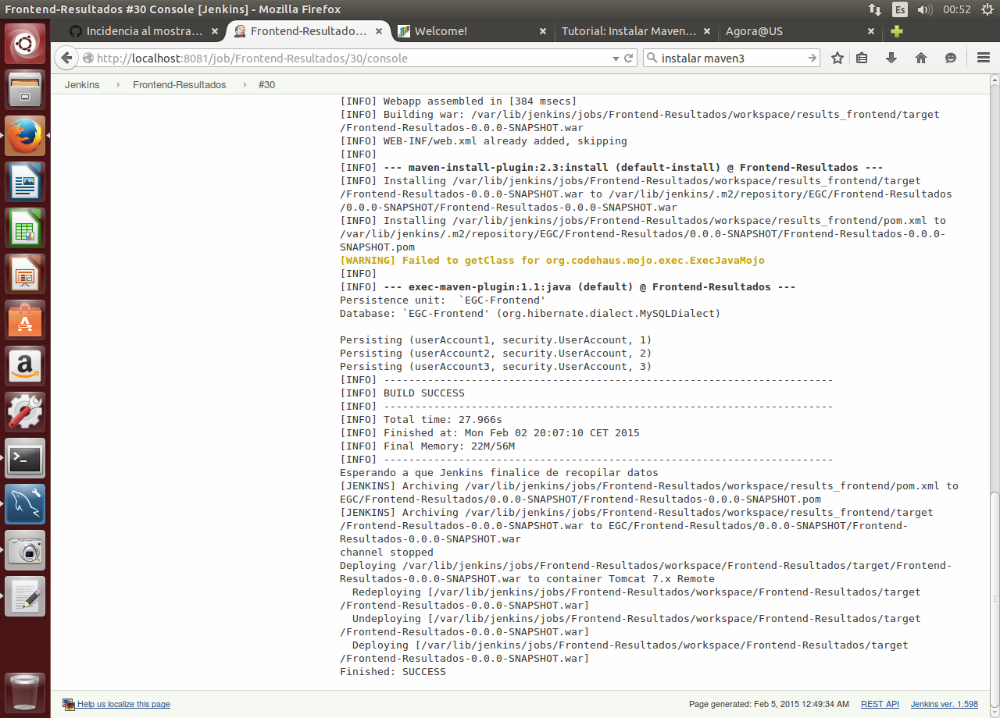 Frontend-Resultados #30 Console [Jenkins] - Mozilla Firefox
Es
00:52
Incidencia al mostra...
Frontend-Resultado...
Welcome!
Tutorial: Instalar Maven...
Agora@US
http://localhost:8081/job/Frontend-Resultados/30/console
instalar maven3
Jenkins
Frontend-Resultados
#30
[INFO] Webapp assembled in [384 msecs]
[INFO] Building war: /var/lib/jenkins/jobs/Frontend-Resultados/workspace/results_frontend/target
/Frontend-Resultados-0.0.0-SNAPSHOT.war
[INFO] WEB-INF/web.xml already added, skipping
[INFO]
[INFO] --- maven-install-plugin:2.3:install (default-install) @ Frontend-Resultados ---
[INFO] Installing /var/lib/jenkins/jobs/Frontend-Resultados/workspace/results_frontend/target
/Frontend-Resultados-0.0.0-SNAPSHOT.war to /var/lib/jenkins/.m2/repository/EGC/Frontend-Resultados
/0.0.0-SNAPSHOT/Frontend-Resultados-0.0.0-SNAPSHOT.war
[INFO] Installing /var/lib/jenkins/jobs/Frontend-Resultados/workspace/results_frontend/pom.xml to
/var/lib/jenkins/.m2/repository/EGC/Frontend-Resultados/0.0.0-SNAPSHOT/Frontend-Resultados-0.0.0-
SNAPSHOT.pom
[WARNING] Failed to getClass for org.codehaus.mojo.exec.ExecJavaMojo
[INFO]
[INFO] --- exec-maven-plugin:1.1:java (default) @ Frontend-Resultados ---
Persistence unit:  `EGC-Frontend'
Database: `EGC-Frontend' (org.hibernate.dialect.MySQLDialect)
Persisting (userAccount1, security.UserAccount, 1)
Persisting (userAccount2, security.UserAccount, 2)
Persisting (userAccount3, security.UserAccount, 3)
[INFO] ------------------------------------------------------------------------
[INFO] BUILD SUCCESS
[INFO] ------------------------------------------------------------------------
[INFO] Total time: 27.966s
[INFO] Finished at: Mon Feb 02 20:07:10 CET 2015
[INFO] Final Memory: 22M/56M
[INFO] ------------------------------------------------------------------------
Esperando a que Jenkins finalice de recopilar datos
[JENKINS] Archiving /var/lib/jenkins/jobs/Frontend-Resultados/workspace/results_frontend/pom.xml to
EGC/Frontend-Resultados/0.0.0-SNAPSHOT/Frontend-Resultados-0.0.0-SNAPSHOT.pom
[JENKINS] Archiving /var/lib/jenkins/jobs/Frontend-Resultados/workspace/results_frontend/target
/Frontend-Resultados-0.0.0-SNAPSHOT.war to EGC/Frontend-Resultados/0.0.0-SNAPSHOT/Frontend-
Resultados-0.0.0-SNAPSHOT.war
channel stopped
Deploying /var/lib/jenkins/jobs/Frontend-Resultados/workspace/Frontend-Resultados/target/Frontend-
Resultados-0.0.0-SNAPSHOT.war to container Tomcat 7.x Remote
Redeploying [/var/lib/jenkins/jobs/Frontend-Resultados/workspace/Frontend-Resultados/target
/Frontend-Resultados-0.0.0-SNAPSHOT.war]
Undeploying [/var/lib/jenkins/jobs/Frontend-Resultados/workspace/Frontend-Resultados/target
/Frontend-Resultados-0.0.0-SNAPSHOT.war]
Deploying [/var/lib/jenkins/jobs/Frontend-Resultados/workspace/Frontend-Resultados/target
/Frontend-Resultados-0.0.0-SNAPSHOT.war]
Finished: SUCCESS
Help us localize this page
Page generated: Feb 5, 2015 12:49:34 AM
REST API
Jenkins ver. 1.598